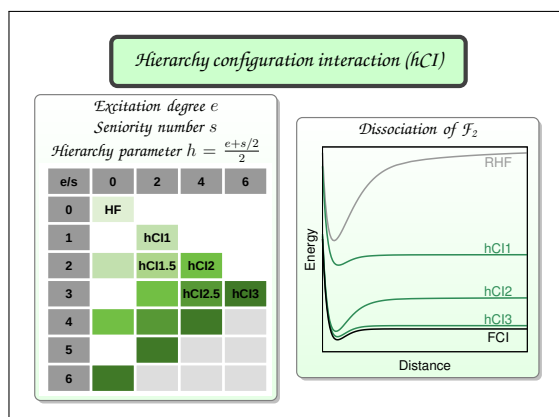 Hierarchy configuration interaction (hCI)
Excitation degree e
Seniority number s
Hierarchy parameter h = \frac{e+s/2}{2}
e/s 0 2 4 6
0 HF
1 hCI1
2 hCI1.5 hCI2
3 hCI2.5 hCI3
4
5
6
Dissociation of F₂
RHF
hCI1
hCI2
hCI3
FCI
Energy
Distance